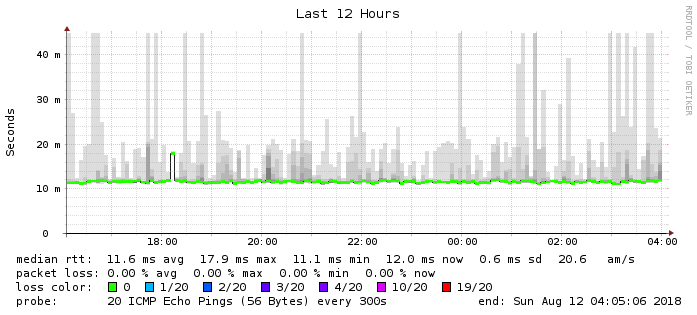 Last 12 Hours
RRDTOOL / TOBI OETIKER
Seconds
40 m
30 m
20 m
10 m
0
18:00 20:00 22:00 00:00 02:00 04:00
median rtt: 11.6 ms avg 17.9 ms max 11.1 ms min 12.0 ms now 0.6 ms sd 20.6 am/s
packet loss: 0.00 % avg 0.00 % max 0.00 % min 0.00 % now
loss color: 0 1/20 2/20 3/20 4/20 10/20 19/20
probe: 20 ICMP Echo Pings (56 Bytes) every 300s end: Sun Aug 12 04:05:06 2018